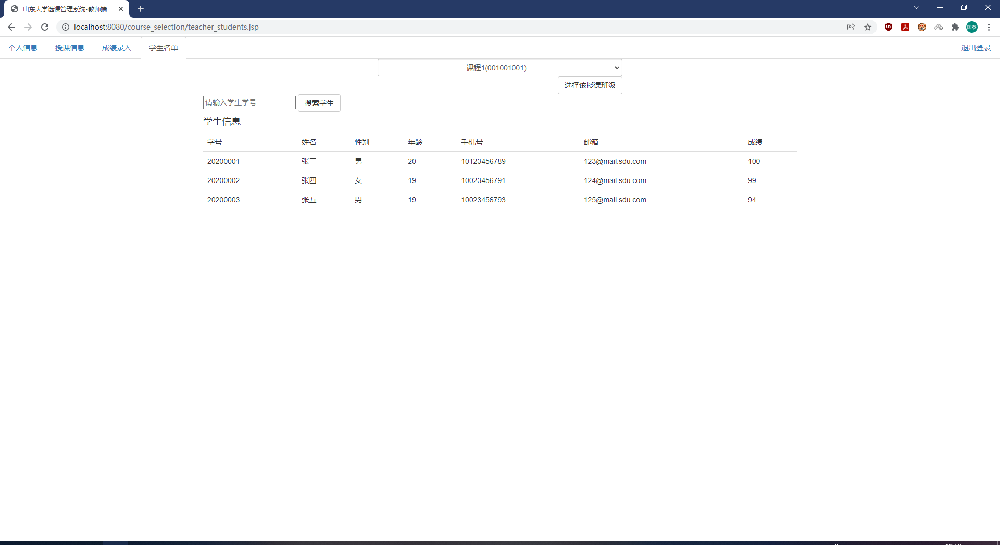 山东大学选课管理系统-教师端
localhost:8080/course_selection/teacher_students.jsp
国泰
个人信息 授课信息 成绩录入 学生名单 退出登录
课程1(001001001)
选择该授课班级
请输入学生学号 搜索学生
学生信息
学号 姓名 性别 年龄 手机号 邮箱 成绩
20200001 张三 男 20 10123456789 123@mail.sdu.com 100
20200002 张四 女 19 10023456791 124@mail.sdu.com 99
20200003 张五 男 19 10023456793 125@mail.sdu.com 94